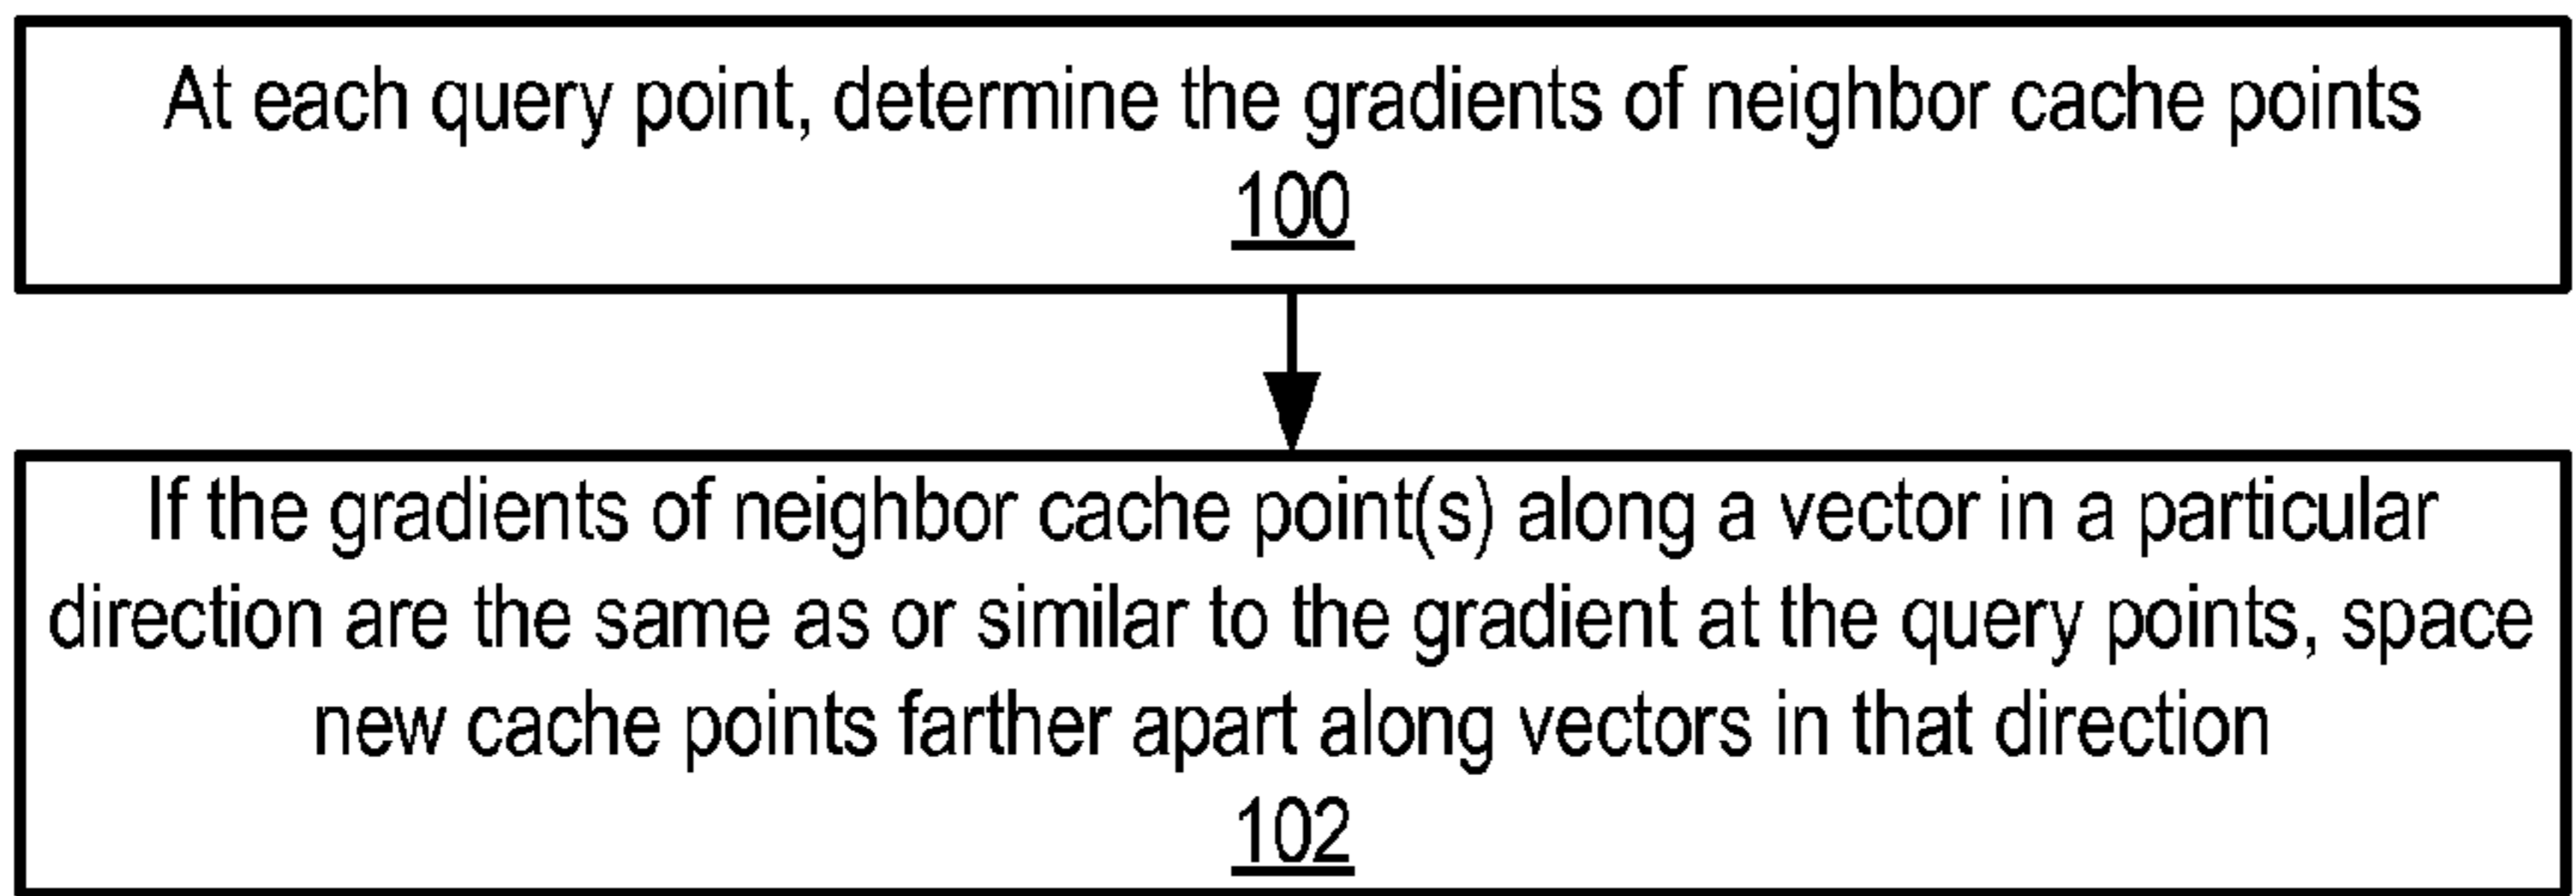 At each query point, determine the gradients of neighbor cache points
100
If the gradients of neighbor cache point(s) along a vector in a particular
direction are the same as or similar to the gradient at the query points, space
new cache points farther apart along vectors in that direction
102